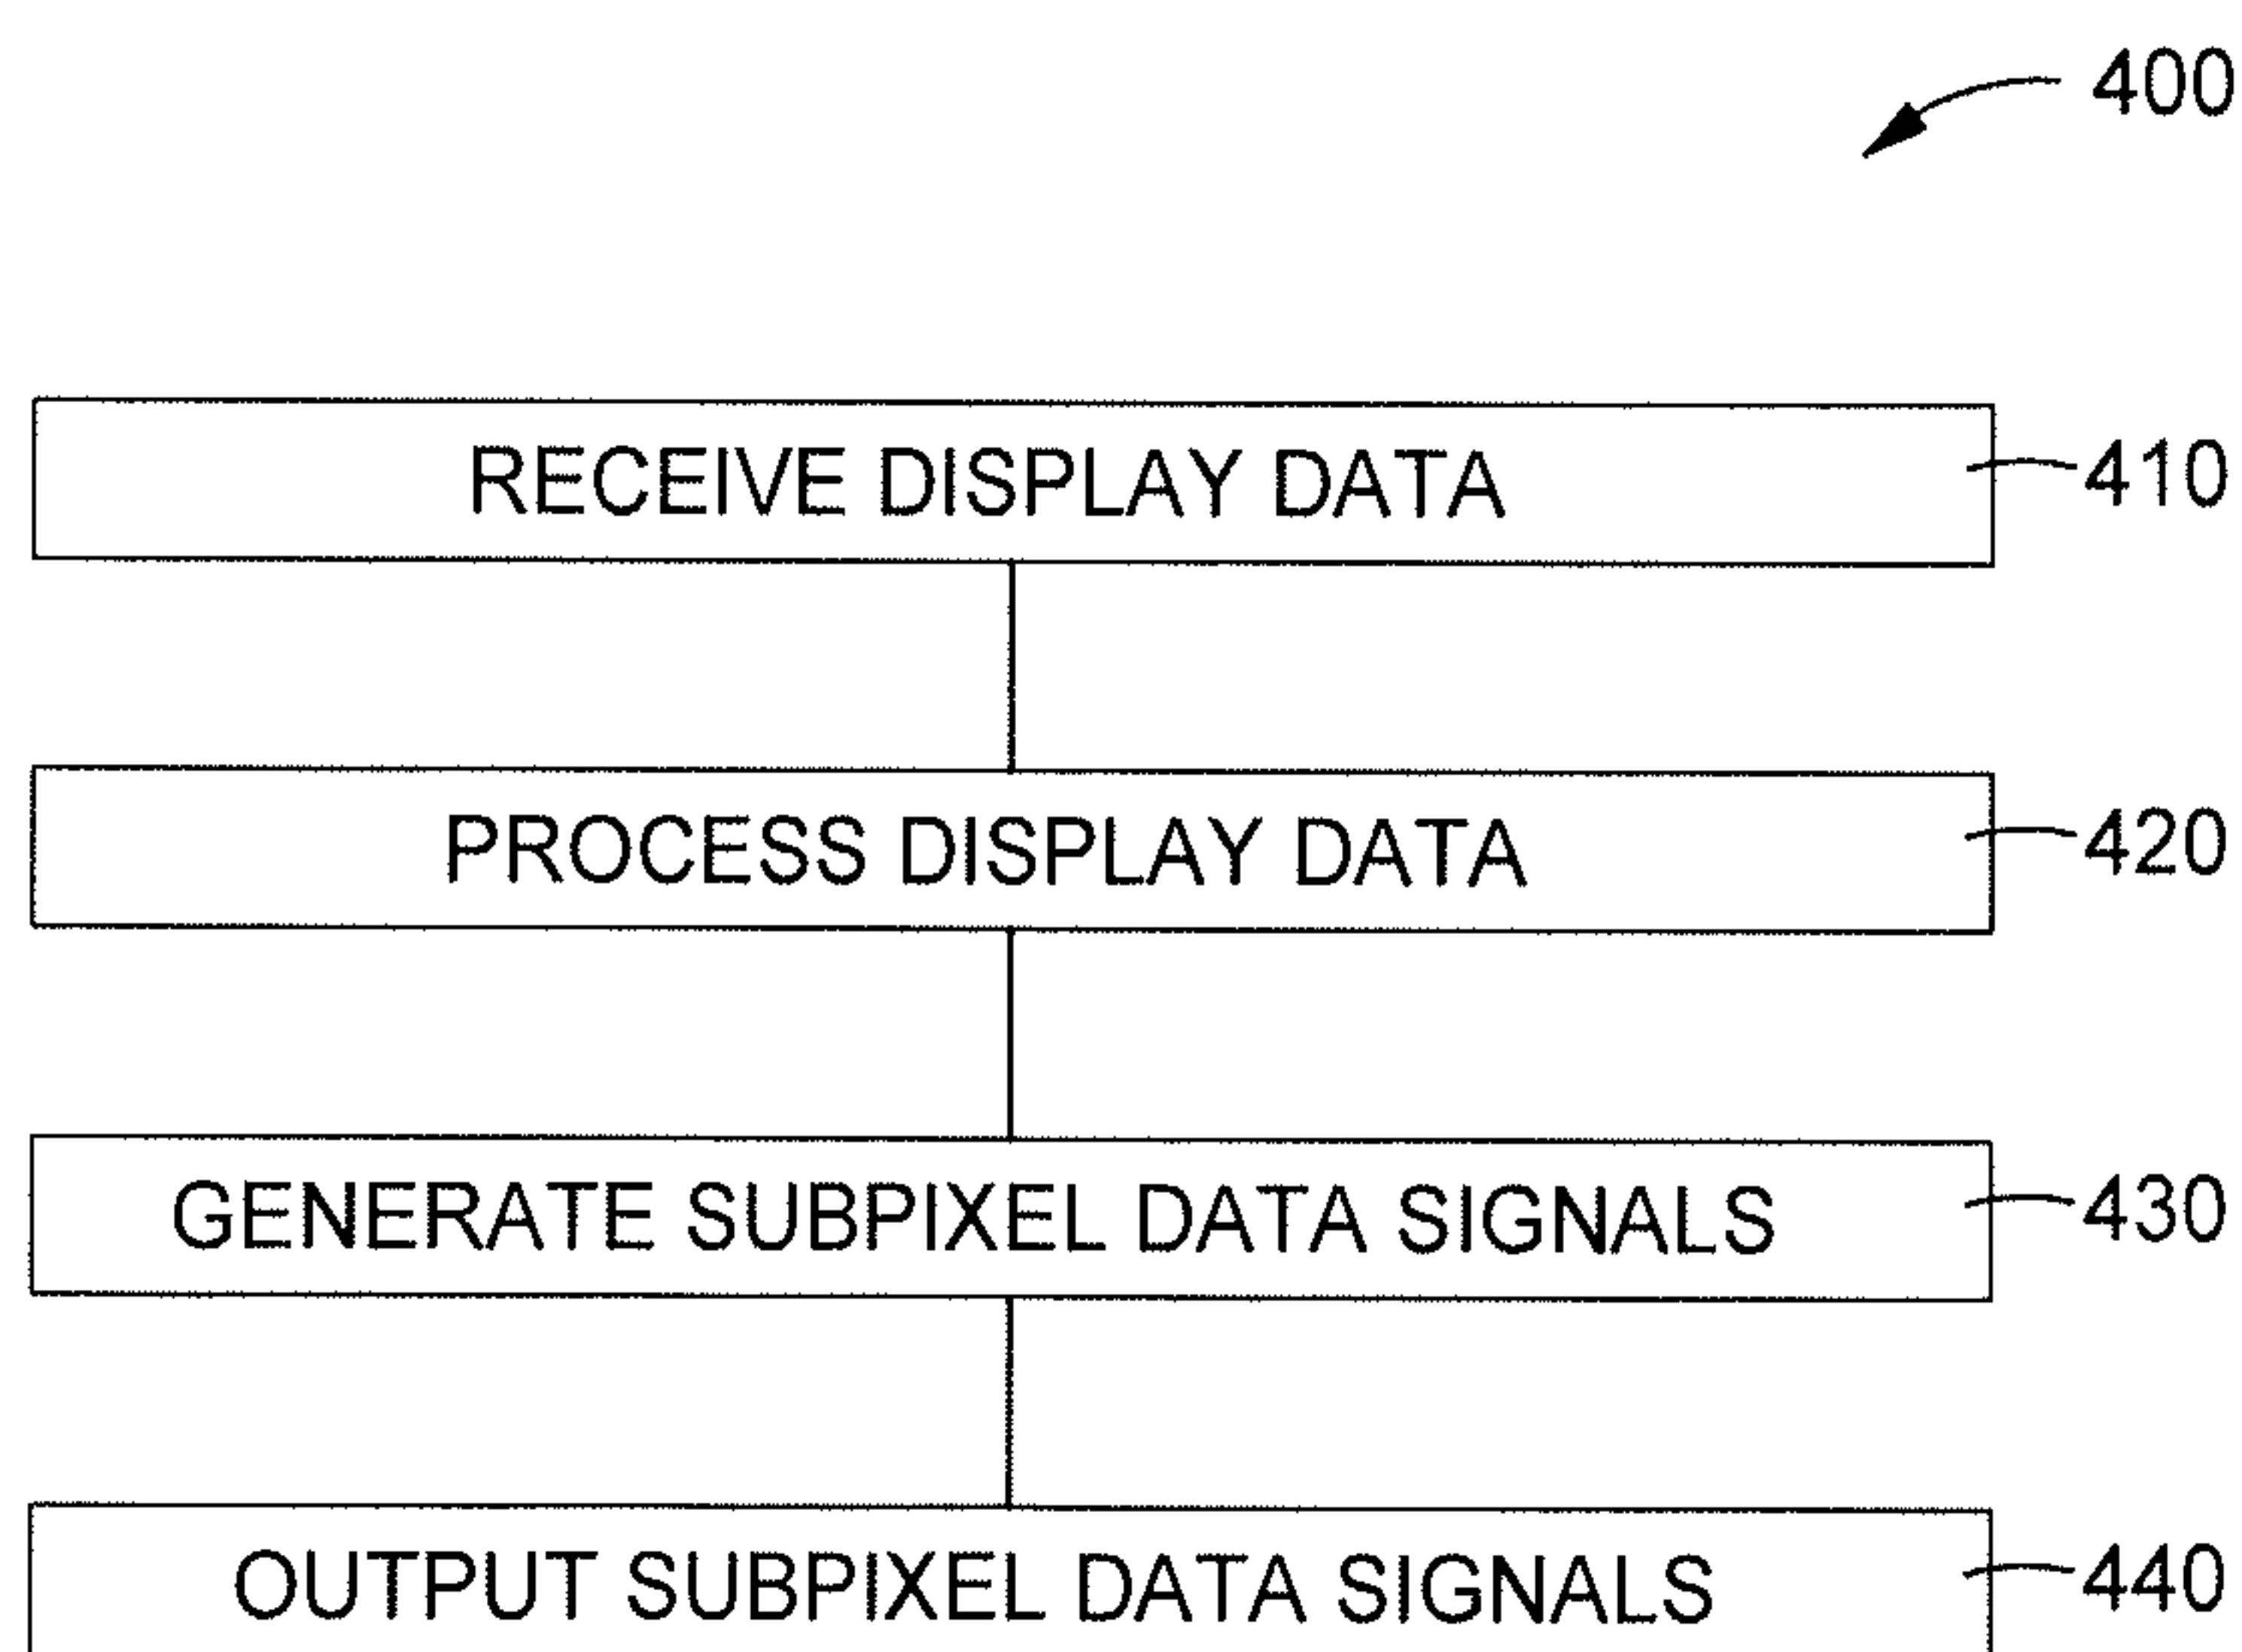 400
RECEIVE DISPLAY DATA 410
PROCESS DISPLAY DATA 420
GENERATE SUBPIXEL DATA SIGNALS 430
OUTPUT SUBPIXEL DATA SIGNALS 440